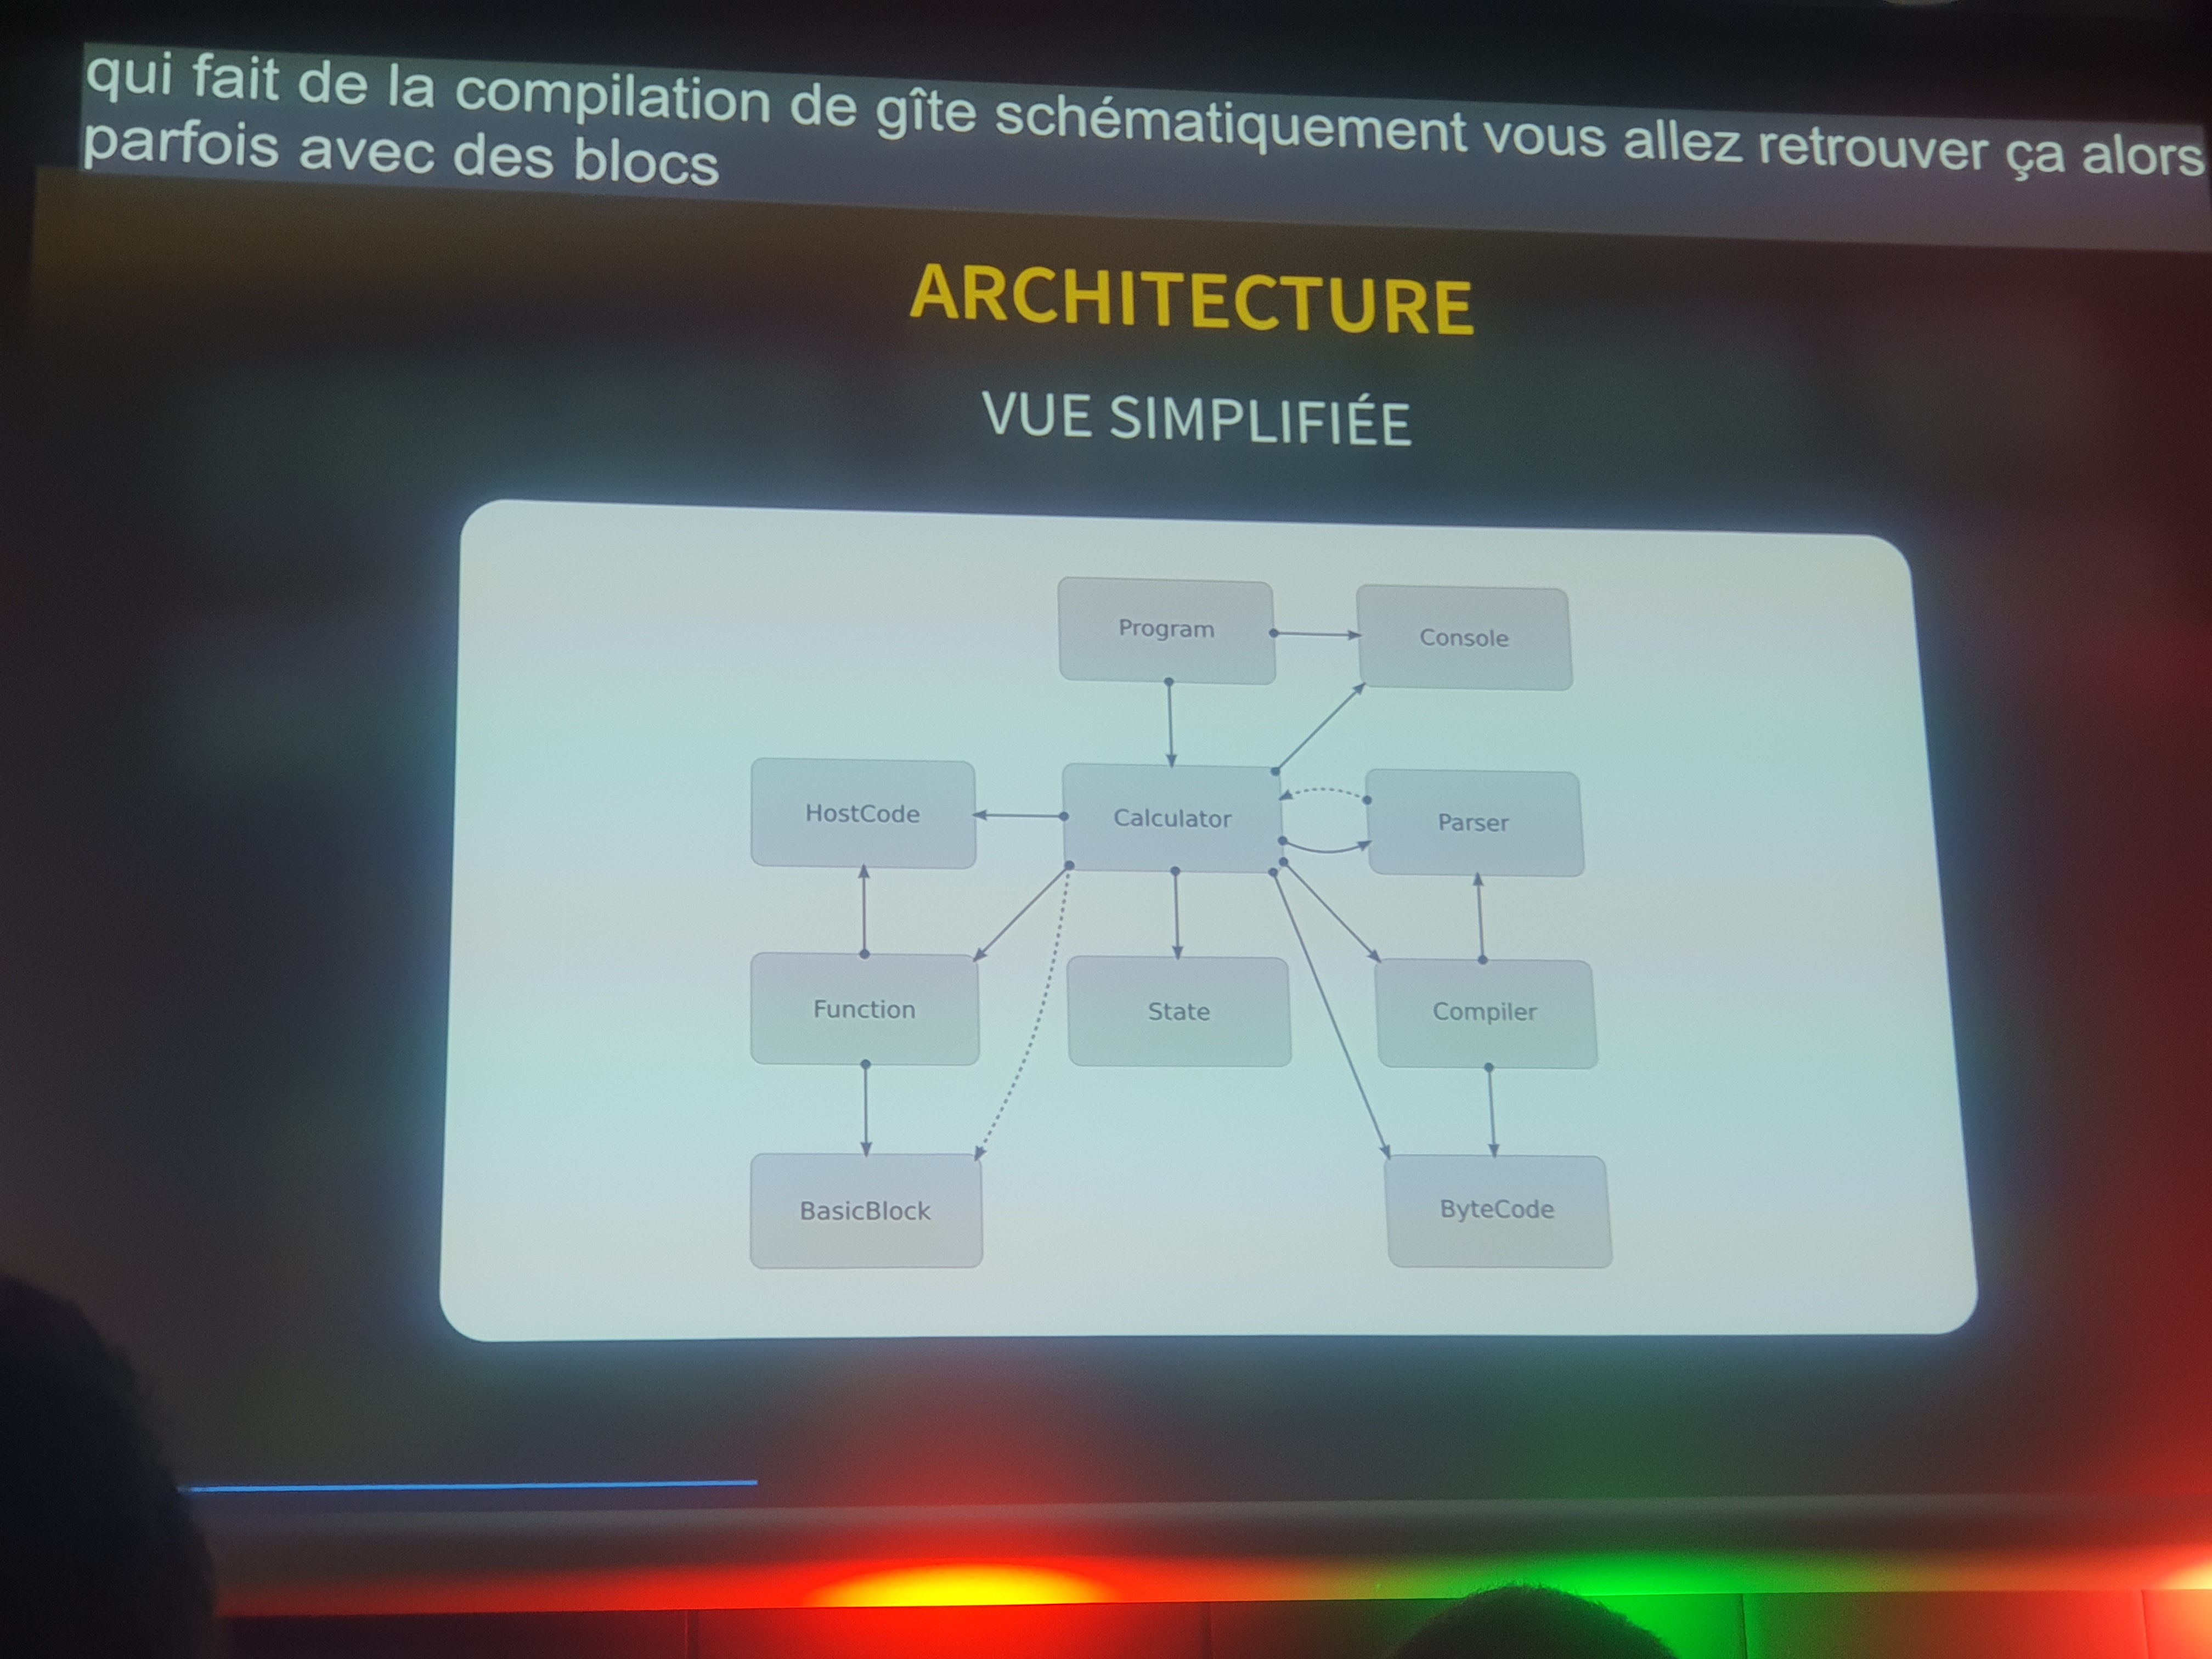 qui fait de la compilation de gîte schématiquement vous allez retrouver ça alors
parfois avec des blocs
ARCHITECTURE
VUE SIMPLIFIÉE
Program
Console
HostCode
Calculator
Parser
Function
State
Compiler
BasicBlock
ByteCode